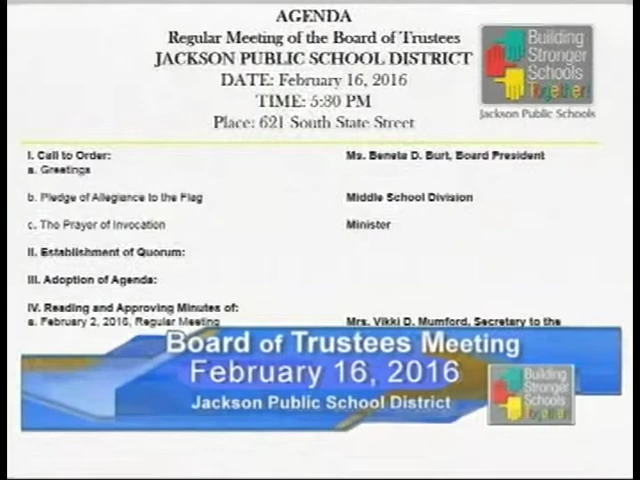 AGENDA
Regular Meeting of the Board of Trustees
JACKSON PUBLIC SCHOOL DISTRICT
DATE: February 16, 2016
TIME: 5:30 PM
Place: 621 South State Street
Building
Stronger
Schools
Together!
Jackson Public Schools
I. Call to Order:
Ms. Beneta D. Burt, Board President
a. Greetings
b. Pledge of Allegiance to the Flag
Middle School Division
c. The Prayer of Invocation
Minister
II. Establishment of Quorum:
III. Adoption of Agenda:
IV. Reading and Approving Minutes of:
a. February 2, 2016, Regular Meeting
Mrs. Vikki D. Mumford, Secretary to the
Board of Trustees Meeting
February 16, 2016
Jackson Public School District
Building
Stronger
Schools
Together!